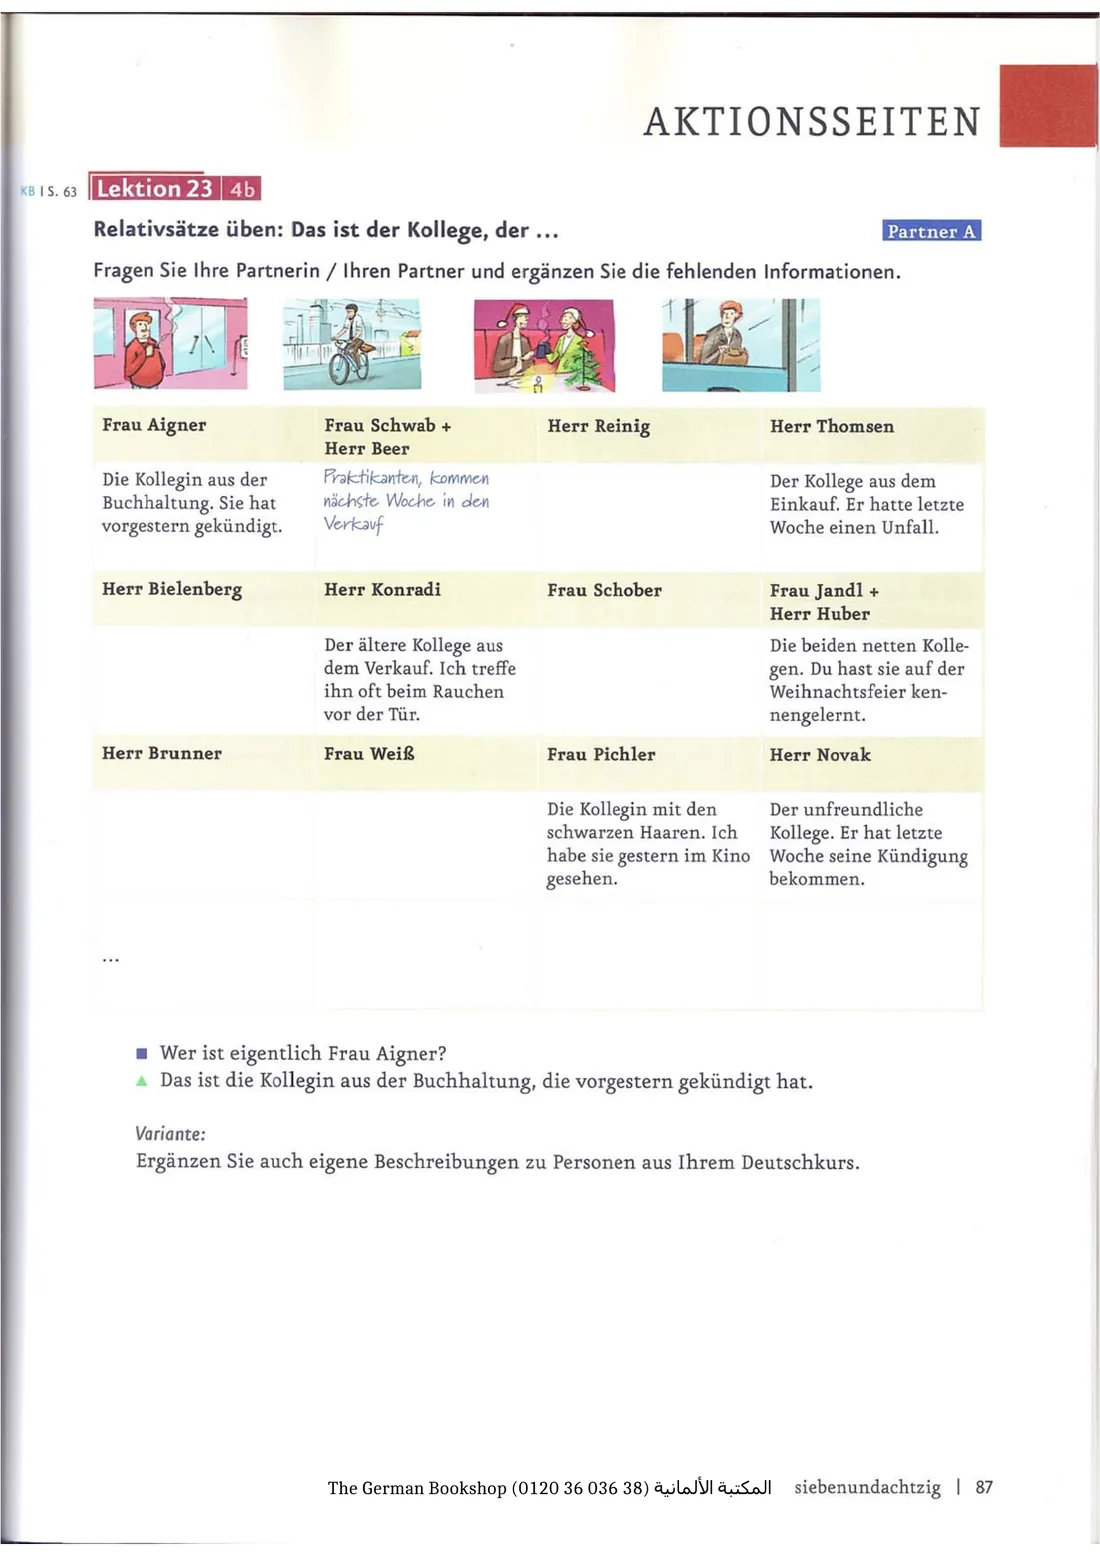 AKTIONSSEITEN
KB | S. 63 Lektion 23 4b
Relativsätze üben: Das ist der Kollege, der ...
Partner A
Fragen Sie Ihre Partnerin / Ihren Partner und ergänzen Sie die fehlenden Informationen.
Frau Aigner
Frau Schwab +
Herr Beer
Herr Reinig
Herr Thomsen
Die Kollegin aus der
Buchhaltung. Sie hat
vorgestern gekündigt.
Praktikanten, kommen
nächste Woche in den
Verkauf
Der Kollege aus dem
Einkauf. Er hatte letzte
Woche einen Unfall.
Herr Bielenberg
Herr Konradi
Frau Schober
Frau Jandl +
Herr Huber
Der ältere Kollege aus
dem Verkauf. Ich treffe
ihn oft beim Rauchen
vor der Tür.
Die beiden netten Kolle-
gen. Du hast sie auf der
Weihnachtsfeier ken-
nengelernt.
Herr Brunner
Frau Weiß
Frau Pichler
Herr Novak
Die Kollegin mit den
schwarzen Haaren. Ich
habe sie gestern im Kino
gesehen.
Der unfreundliche
Kollege. Er hat letzte
Woche seine Kündigung
bekommen.
...
Wer ist eigentlich Frau Aigner?
Das ist die Kollegin aus der Buchhaltung, die vorgestern gekündigt hat.
Variante:
Ergänzen Sie auch eigene Beschreibungen zu Personen aus Ihrem Deutschkurs.
The German Bookshop (0120 36 036 38) المكتبة الألمانية
siebenundachtzig | 87